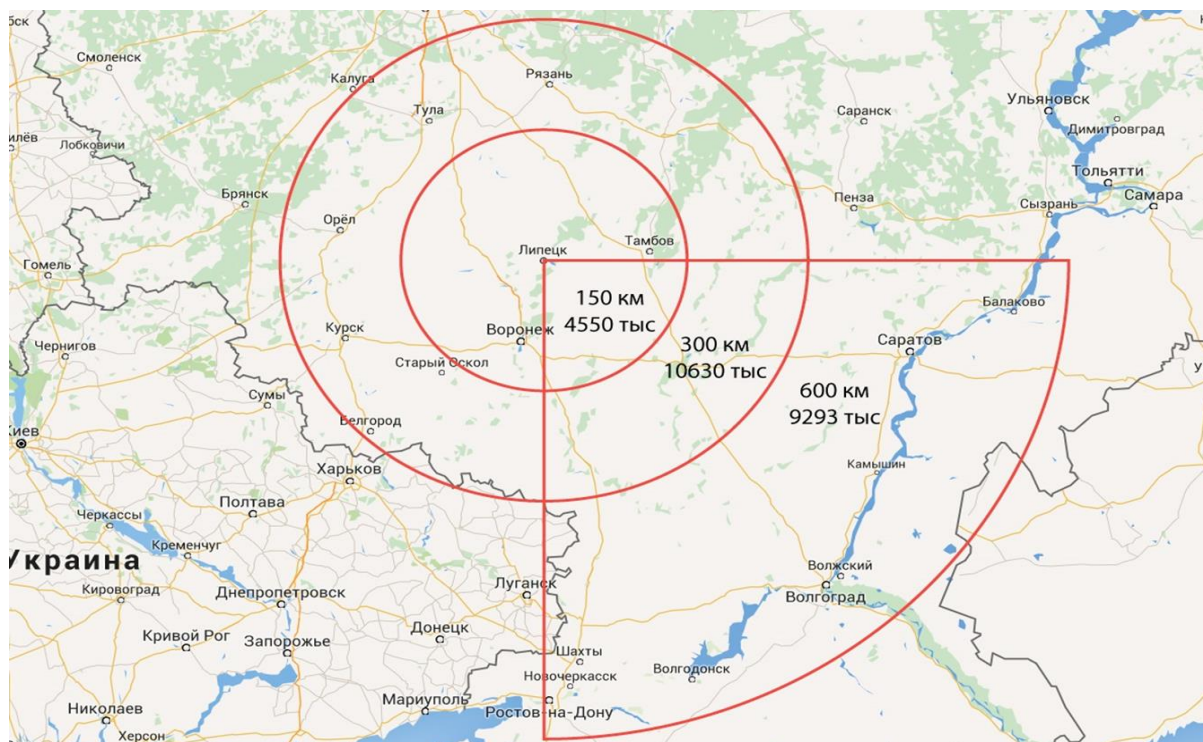 бск
Смоленск
Калуга
Рязань
Тула
Саранск
Ульяновск
Димитровград
илёв
Лобковичи
Тольятти
Брянск
Пенза
Самара
Сызрань
Орёл
Липецк
Тамбов
Гомель
150 км
4550 тыс
Балаково
Чернигов
Курск
Воронеж
Старый Оскол
300 км
10630 тыс
Саратов
600 км
9293 тыс
Сумы
Белгород
Киев
Харьков
Камышин
Полтава
Черкассы
Кременчуг
Украина
Кировоград
Днепропетровск
Луганск
Волжский
Волгоград
Кривой Рог
Запорожье
Донецк
Шахты
Новочеркасск
Волгодонск
Мариуполь
Ростов-на-Дону
Николаев
Херсон